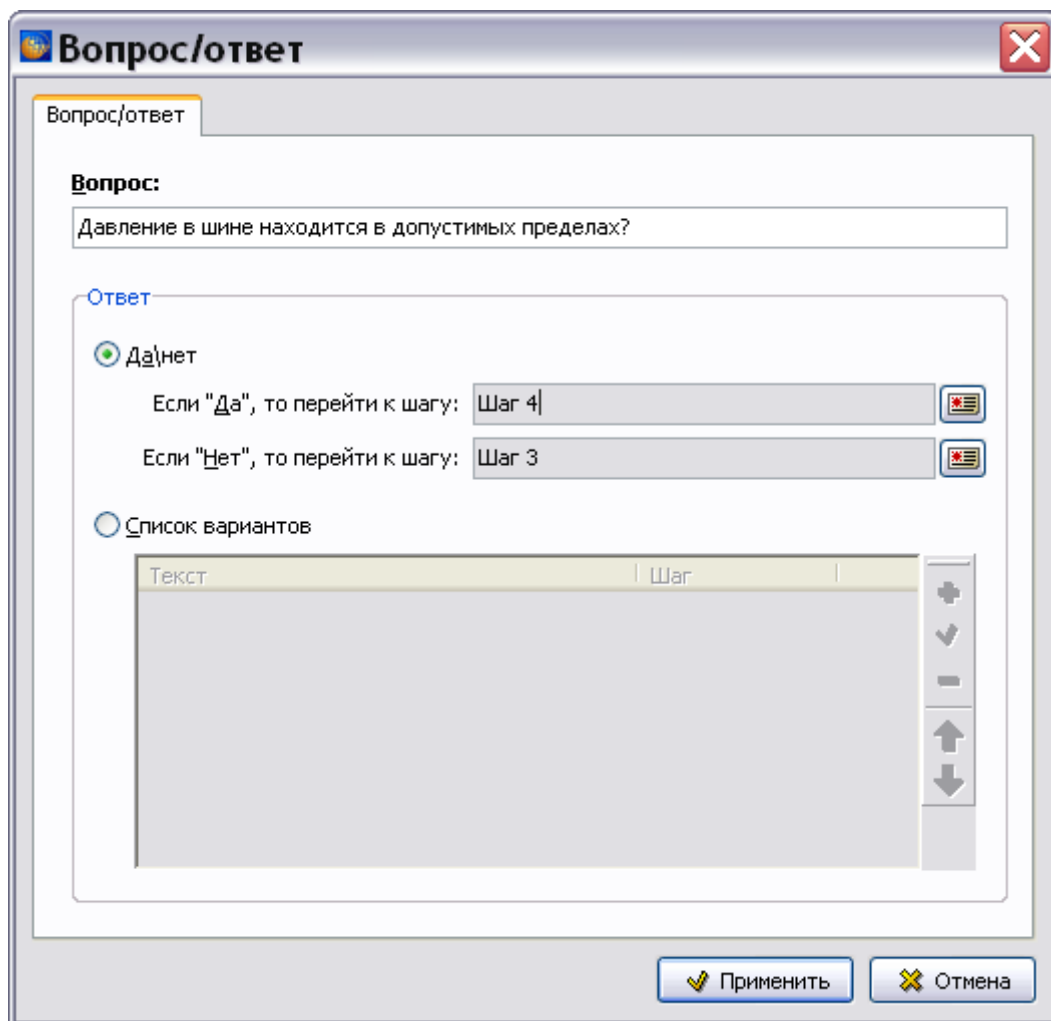 Вопрос/ответ
Вопрос/ответ
Вопрос:
Давление в шине находится в допустимых пределах?
Ответ
Да\нет
Если "Да", то перейти к шагу: Шаг 4
Если "Нет", то перейти к шагу: Шаг 3
Список вариантов
Текст Шаг
Применить Отмена